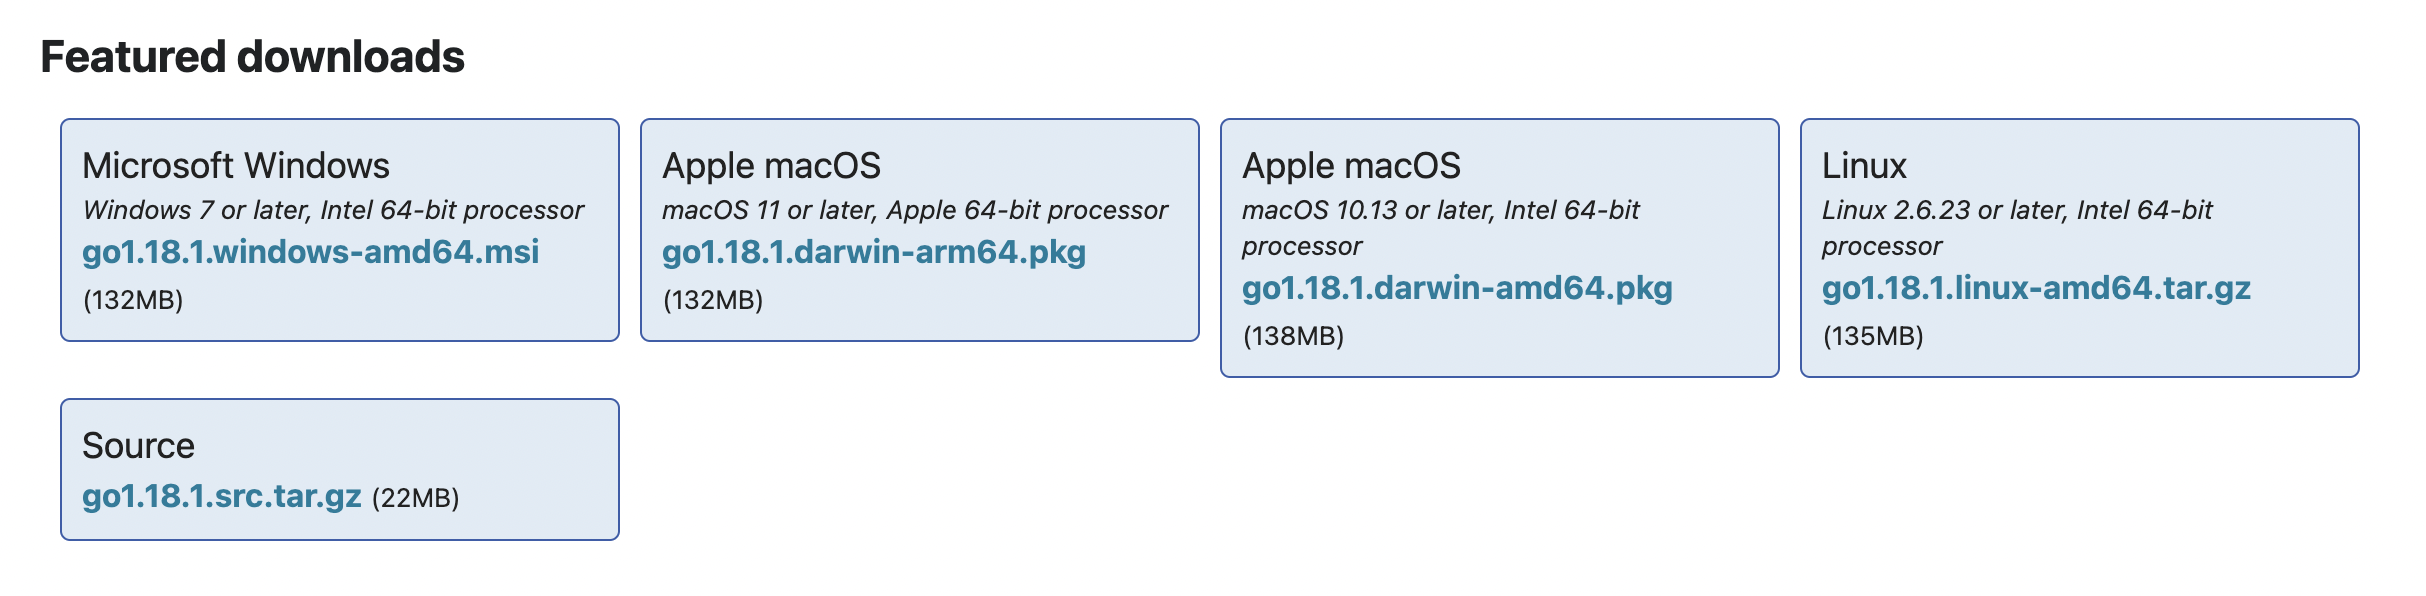 Featured downloads
Microsoft Windows
Windows 7 or later, Intel 64-bit processor
go1.18.1.windows-amd64.msi
(132MB)
Apple macOS
macOS 11 or later, Apple 64-bit processor
go1.18.1.darwin-arm64.pkg
(132MB)
Apple macOS
macOS 10.13 or later, Intel 64-bit
processor
go1.18.1.darwin-amd64.pkg
(138MB)
Linux
Linux 2.6.23 or later, Intel 64-bit
processor
go1.18.1.linux-amd64.tar.gz
(135MB)
Source
go1.18.1.src.tar.gz (22MB)